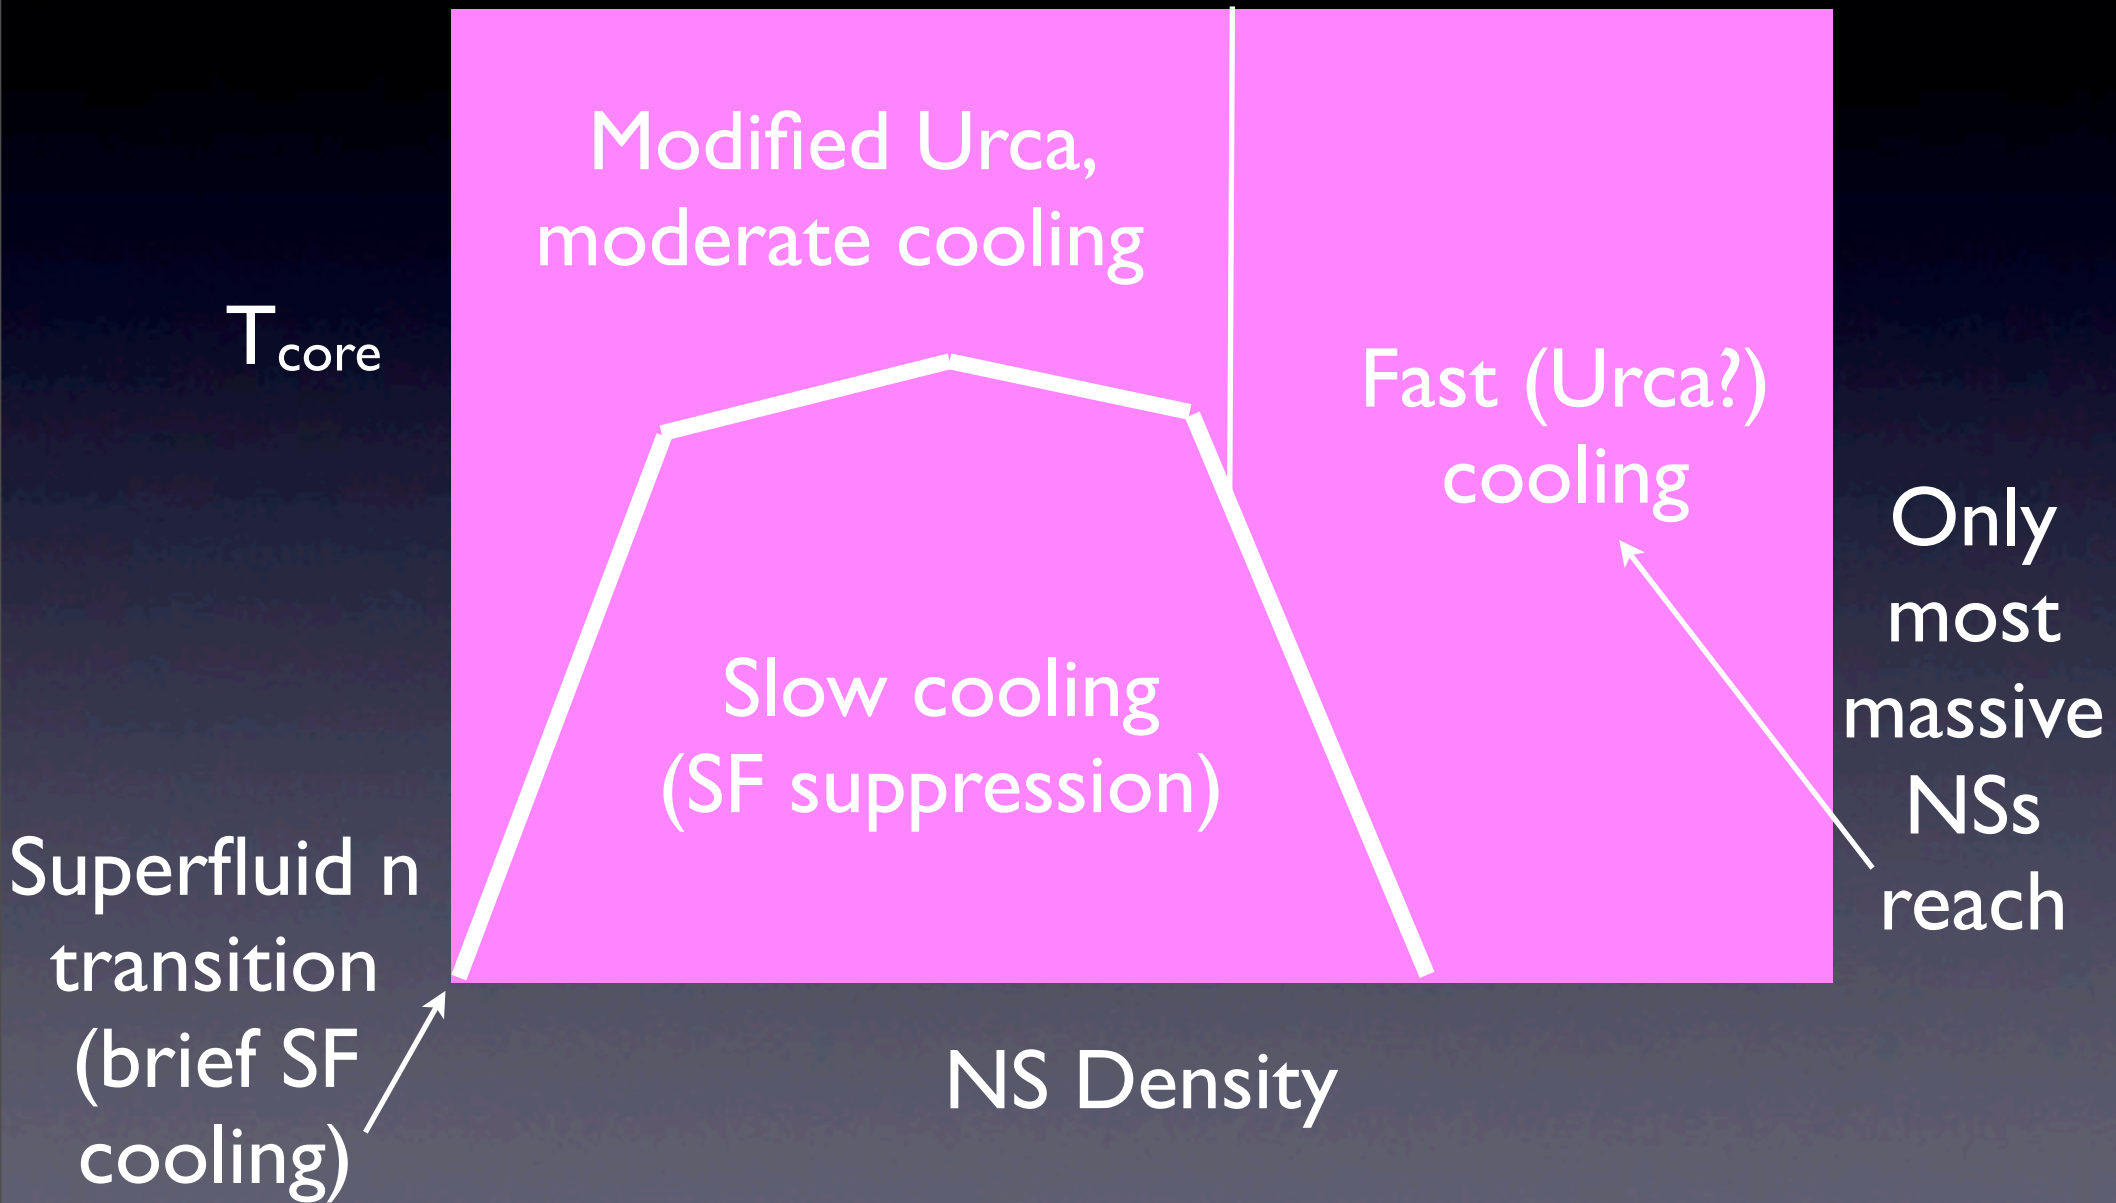 Modified Urca,
moderate cooling
Tcore
Fast (Urca?)
cooling
Only
most
massive
NSs
reach
Slow cooling
(SF suppression)
Superfluid n
transition
(brief SF
cooling)
NS Density